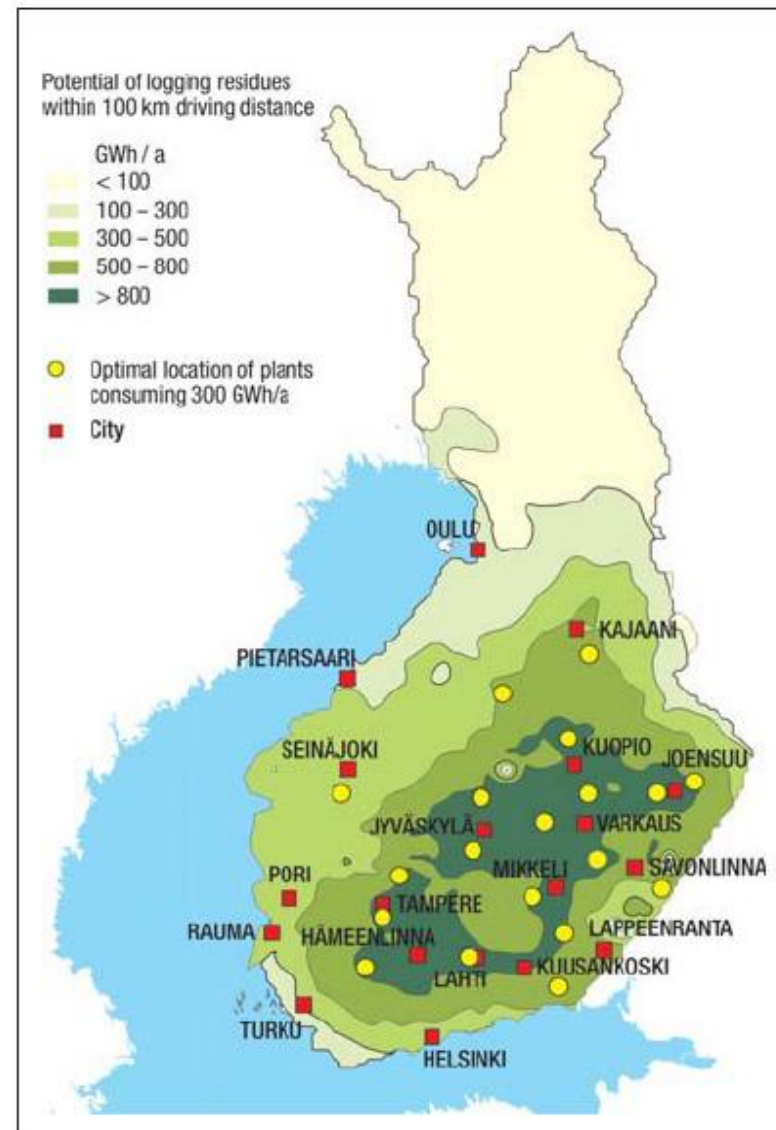 Potential of logging residues
within 100 km driving distance
GWh / a
< 100
100 – 300
300 – 500
500 – 800
> 800
Optimal location of plants
consuming 300 GWh/a
City
OULU
KAJAANI
PIETARSAARI
SEINÄJOKI
KUOPIO
JOENSUU
JYVÄSKYLÄ
VARKAUS
MIKKELI
SAVONLINNA
PORI
TAMPERE
RAUMA
HÄMEENLINNA
LAPPEENRANTA
LAHTI
KUUSANKOSKI
TURKU
HELSINKI